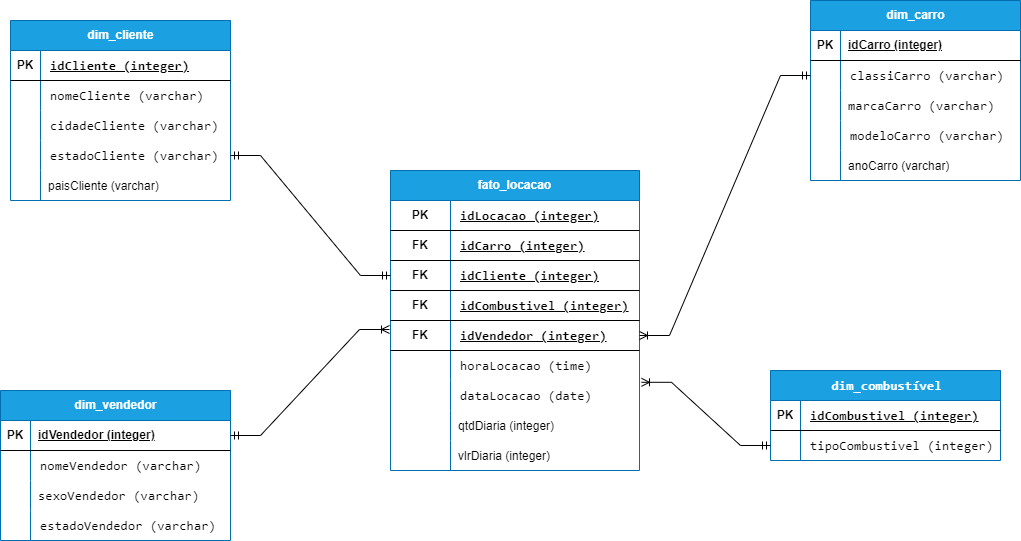 dim_cliente
PK idCliente (integer)
nomeCliente (varchar)
cidadeCliente (varchar)
estadoCliente (varchar)
paisCliente (varchar)
dim_carro
PK idCarro (integer)
classiCarro (varchar)
marcaCarro (varchar)
modeloCarro (varchar)
anoCarro (varchar)
fato_locacao
PK idLocacao (integer)
FK idCarro (integer)
FK idCliente (integer)
FK idCombustivel (integer)
FK idVendedor (integer)
horaLocacao (time)
dataLocacao (date)
qtdDiaria (integer)
vlrDiaria (integer)
dim_vendedor
PK idVendedor (integer)
nomeVendedor (varchar)
sexoVendedor (varchar)
estadoVendedor (varchar)
dim_combustível
PK idCombustivel (integer)
tipoCombustivel (integer)